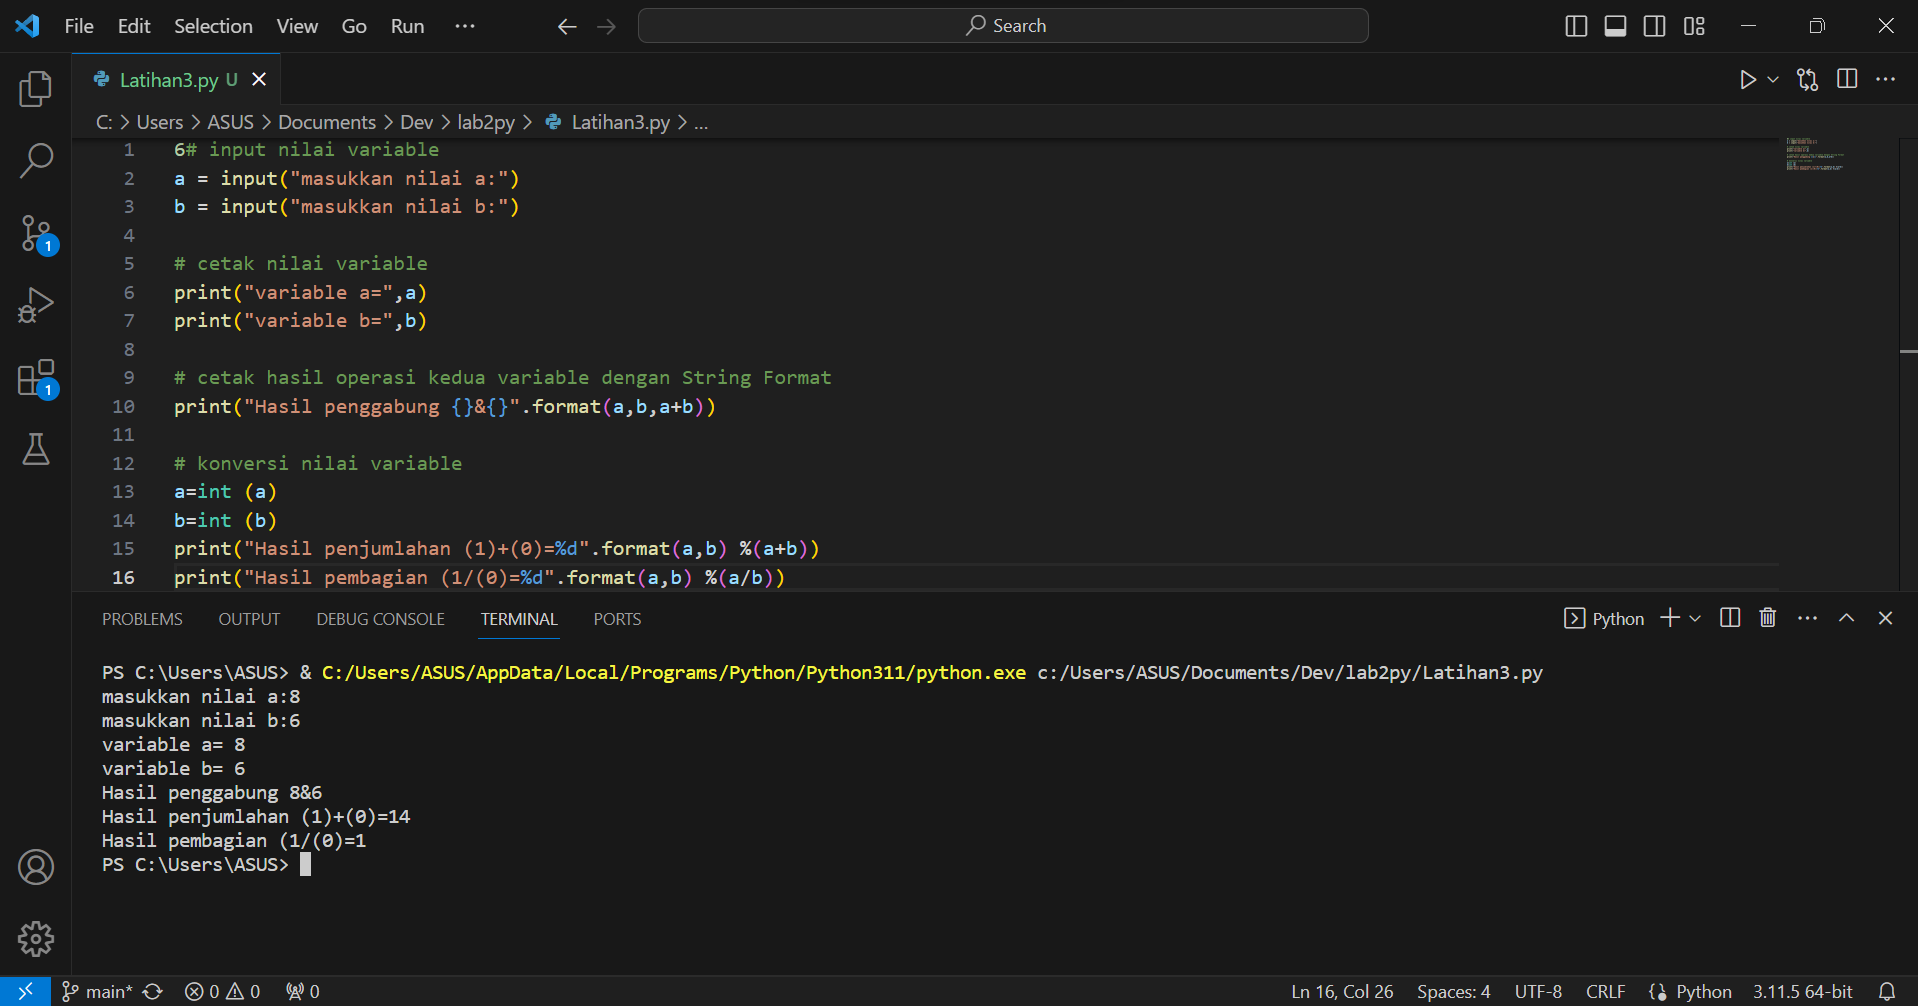 File Edit Selection View Go Run ··· Search
Latihan3.py U
C: > Users > ASUS > Documents > Dev > lab2py > Latihan3.py > ...
1 6# input nilai variable
2 a = input("masukkan nilai a:")
3 b = input("masukkan nilai b:")
4
5 # cetak nilai variable
6 print("variable a=",a)
7 print("variable b=",b)
8
9 # cetak hasil operasi kedua variable dengan String Format
10 print("Hasil penggabung {}&{}".format(a,b,a+b))
11
12 # konversi nilai variable
13 a=int (a)
14 b=int (b)
15 print("Hasil penjumlahan (1)+(0)=%d".format(a,b) %(a+b))
16 print("Hasil pembagian (1/(0)=%d".format(a,b) %(a/b))
1
1
PROBLEMS OUTPUT DEBUG CONSOLE TERMINAL PORTS Python
PS C:\Users\ASUS> & C:/Users/ASUS/AppData/Local/Programs/Python/Python311/python.exe c:/Users/ASUS/Documents/Dev/lab2py/Latihan3.py
masukkan nilai a:8
masukkan nilai b:6
variable a= 8
variable b= 6
Hasil penggabung 8&6
Hasil penjumlahan (1)+(0)=14
Hasil pembagian (1/(0)=1
PS C:\Users\ASUS>
main* 0 0 0 Ln 16, Col 26 Spaces: 4 UTF-8 CRLF Python 3.11.5 64-bit